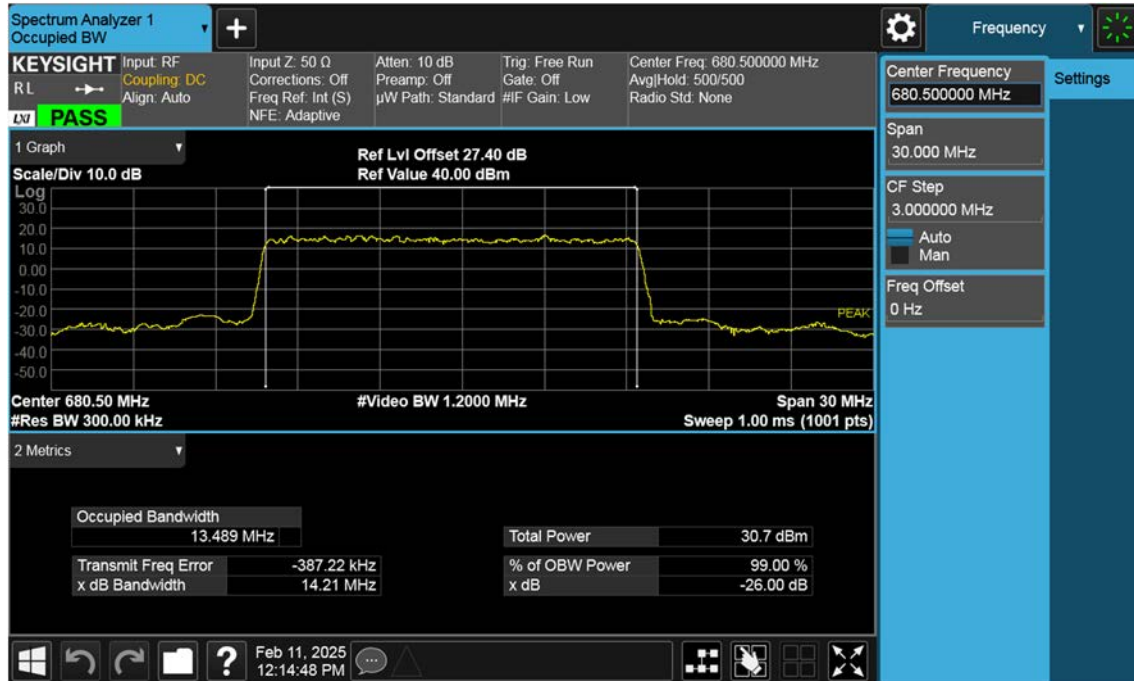 Spectrum Analyzer 1
Occupied BW
Frequency
KEYSIGHT
R L
LXI PASS
Input: RF
Coupling: DC
Align: Auto
Input Z: 50 Ω
Corrections: Off
Freq Ref: Int (S)
NFE: Adaptive
Atten: 10 dB
Preamp: Off
µW Path: Standard
Trig: Free Run
Gate: Off
#IF Gain: Low
Center Freq: 680.500000 MHz
Avg|Hold: 500/500
Radio Std: None
Center Frequency
680.500000 MHz
Settings
Span
30.000 MHz
CF Step
3.000000 MHz
Auto
Man
Freq Offset
0 Hz
1 Graph
Scale/Div 10.0 dB
Ref Lvl Offset 27.40 dB
Ref Value 40.00 dBm
Log
30.0
20.0
10.0
0.00
-10.0
-20.0
-30.0
-40.0
-50.0
PEAK
Center 680.50 MHz
#Video BW 1.2000 MHz
Span 30 MHz
#Res BW 300.00 kHz
Sweep 1.00 ms (1001 pts)
2 Metrics
Occupied Bandwidth
13.489 MHz
Total Power 30.7 dBm
Transmit Freq Error -387.22 kHz
% of OBW Power 99.00 %
x dB Bandwidth 14.21 MHz
x dB -26.00 dB
?
Feb 11, 2025
12:14:48 PM